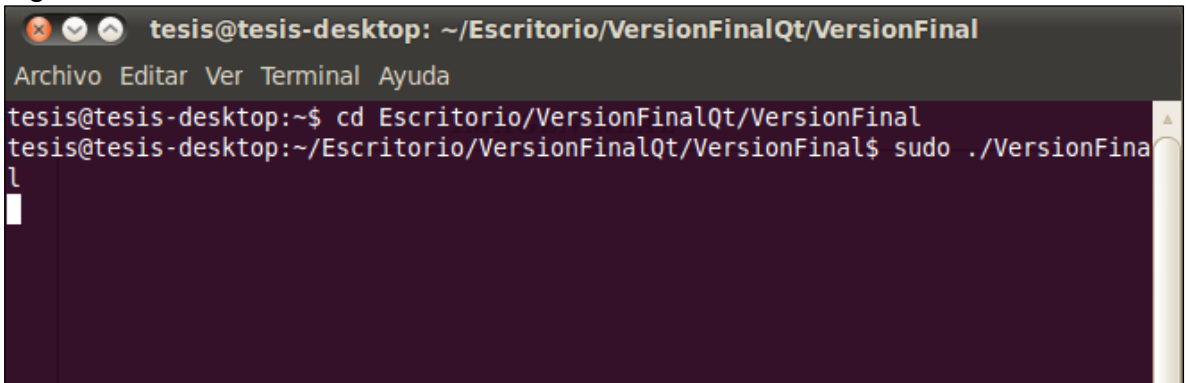 tesis@tesis-desktop: ~/Escritorio/VersionFinalQt/VersionFinal
Archivo Editar Ver Terminal Ayuda
tesis@tesis-desktop:~$ cd Escritorio/VersionFinalQt/VersionFinal
tesis@tesis-desktop:~/Escritorio/VersionFinalQt/VersionFinal$ sudo ./VersionFina
l